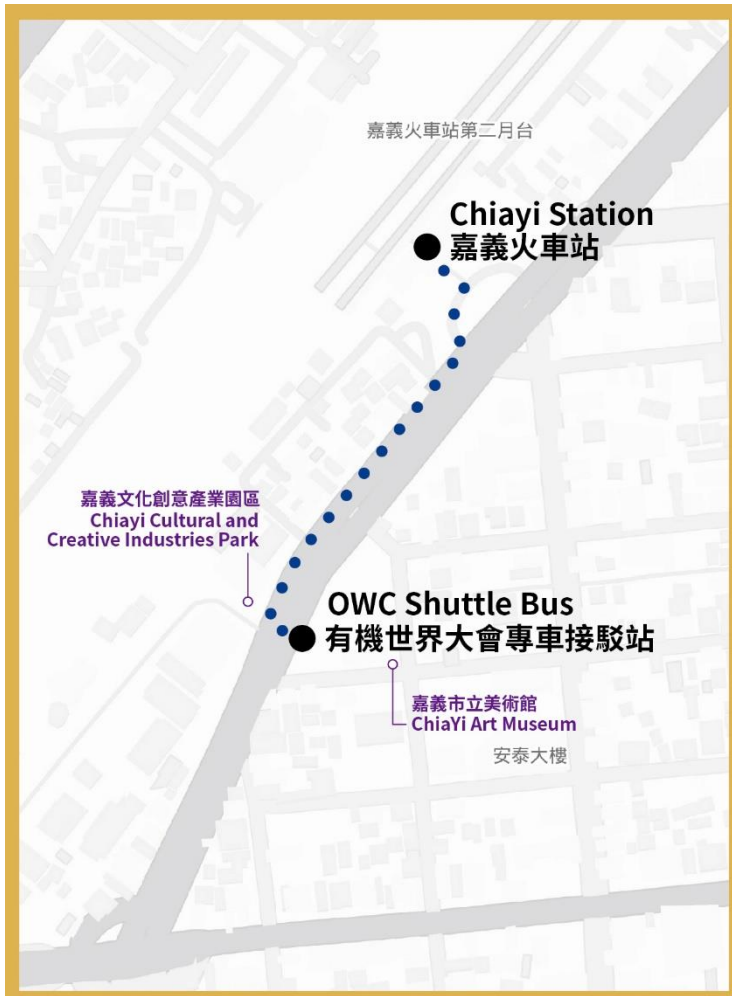 嘉義火車站第二月台
Chiayi Station
嘉義火車站
嘉義文化創意產業園區
Chiayi Cultural and
Creative Industries Park
OWC Shuttle Bus
有機世界大會專車接駁站
嘉義市立美術館
ChiaYi Art Museum
安泰大樓